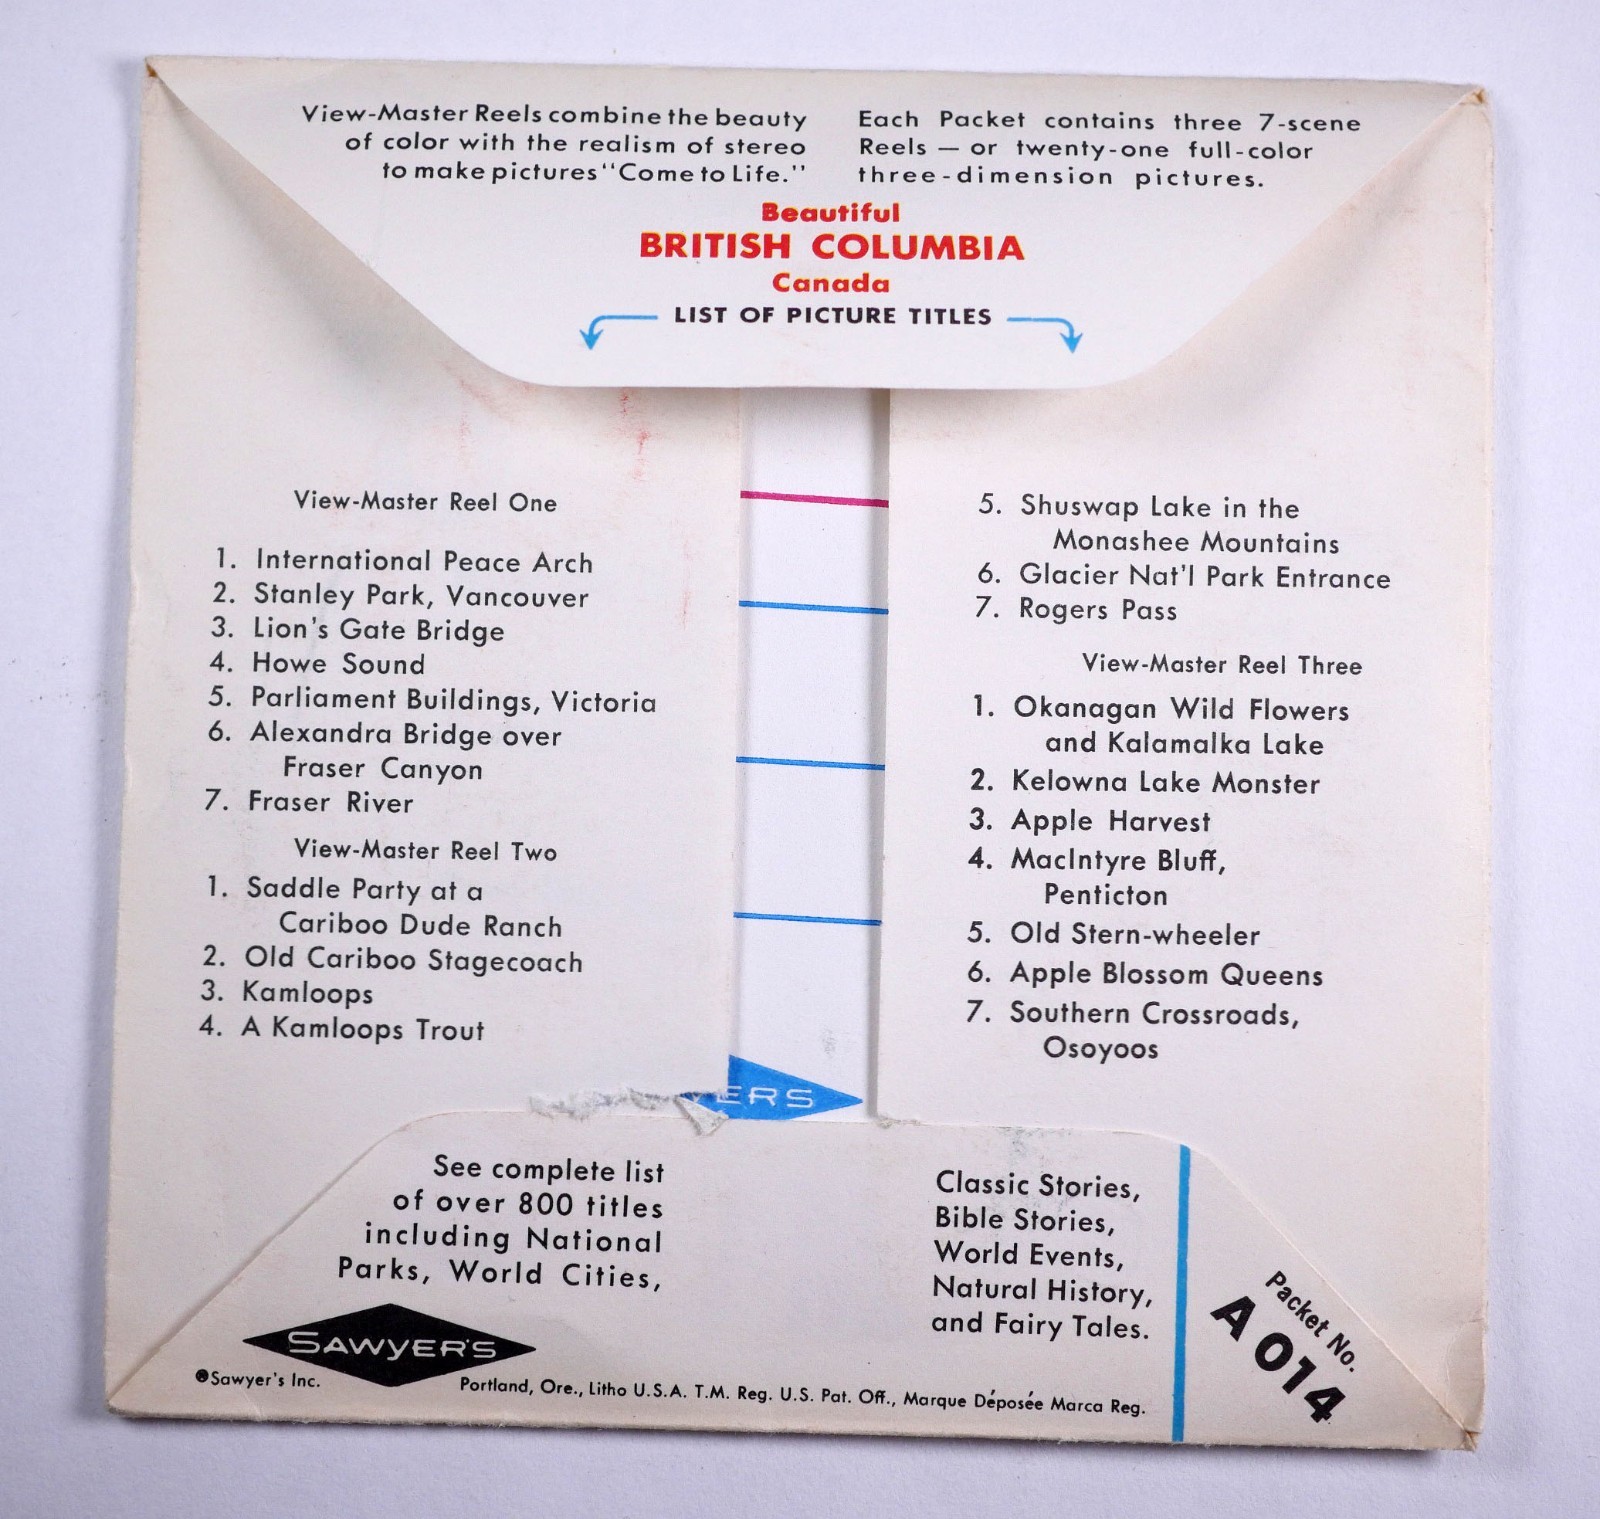 View-Master Reels combine the beauty
of color with the realism of stereo
to make pictures "Come to Life."
Each Packet contains three 7-scene
Reels — or twenty-one full-color
three-dimension pictures.
Beautiful
BRITISH COLUMBIA
Canada
LIST OF PICTURE TITLES
View-Master Reel One
1. International Peace Arch
2. Stanley Park, Vancouver
3. Lion's Gate Bridge
4. Howe Sound
5. Parliament Buildings, Victoria
6. Alexandra Bridge over
Fraser Canyon
7. Fraser River
View-Master Reel Two
1. Saddle Party at a
Cariboo Dude Ranch
2. Old Cariboo Stagecoach
3. Kamloops
4. A Kamloops Trout
5. Shuswap Lake in the
Monashee Mountains
6. Glacier Nat'l Park Entrance
7. Rogers Pass
View-Master Reel Three
1. Okanagan Wild Flowers
and Kalamalka Lake
2. Kelowna Lake Monster
3. Apple Harvest
4. MacIntyre Bluff,
Penticton
5. Old Stern-wheeler
6. Apple Blossom Queens
7. Southern Crossroads,
Osoyoos
ERS
See complete list
of over 800 titles
including National
Parks, World Cities,
Classic Stories,
Bible Stories,
World Events,
Natural History,
and Fairy Tales.
SAWYER'S
©Sawyer's Inc.
Portland, Ore., Litho U.S.A. T.M. Reg. U.S. Pat. Off., Marque Déposée Marca Reg.
Packet No.
A 014